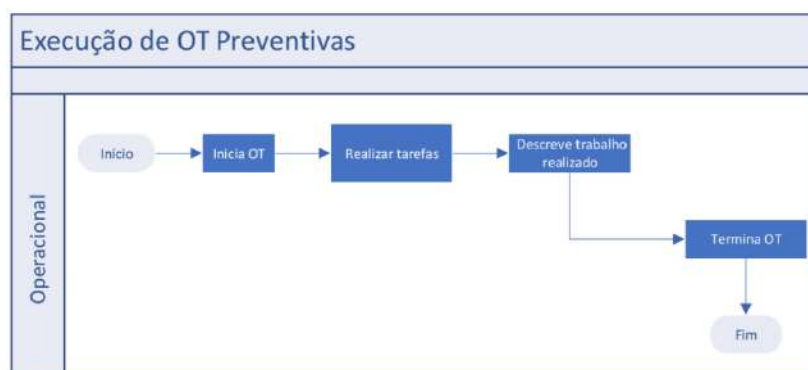 Execução de OT Preventivas
Operacional
Início
Inicia OT
Realizar tarefas
Descreve trabalho
realizado
Termina OT
Fim